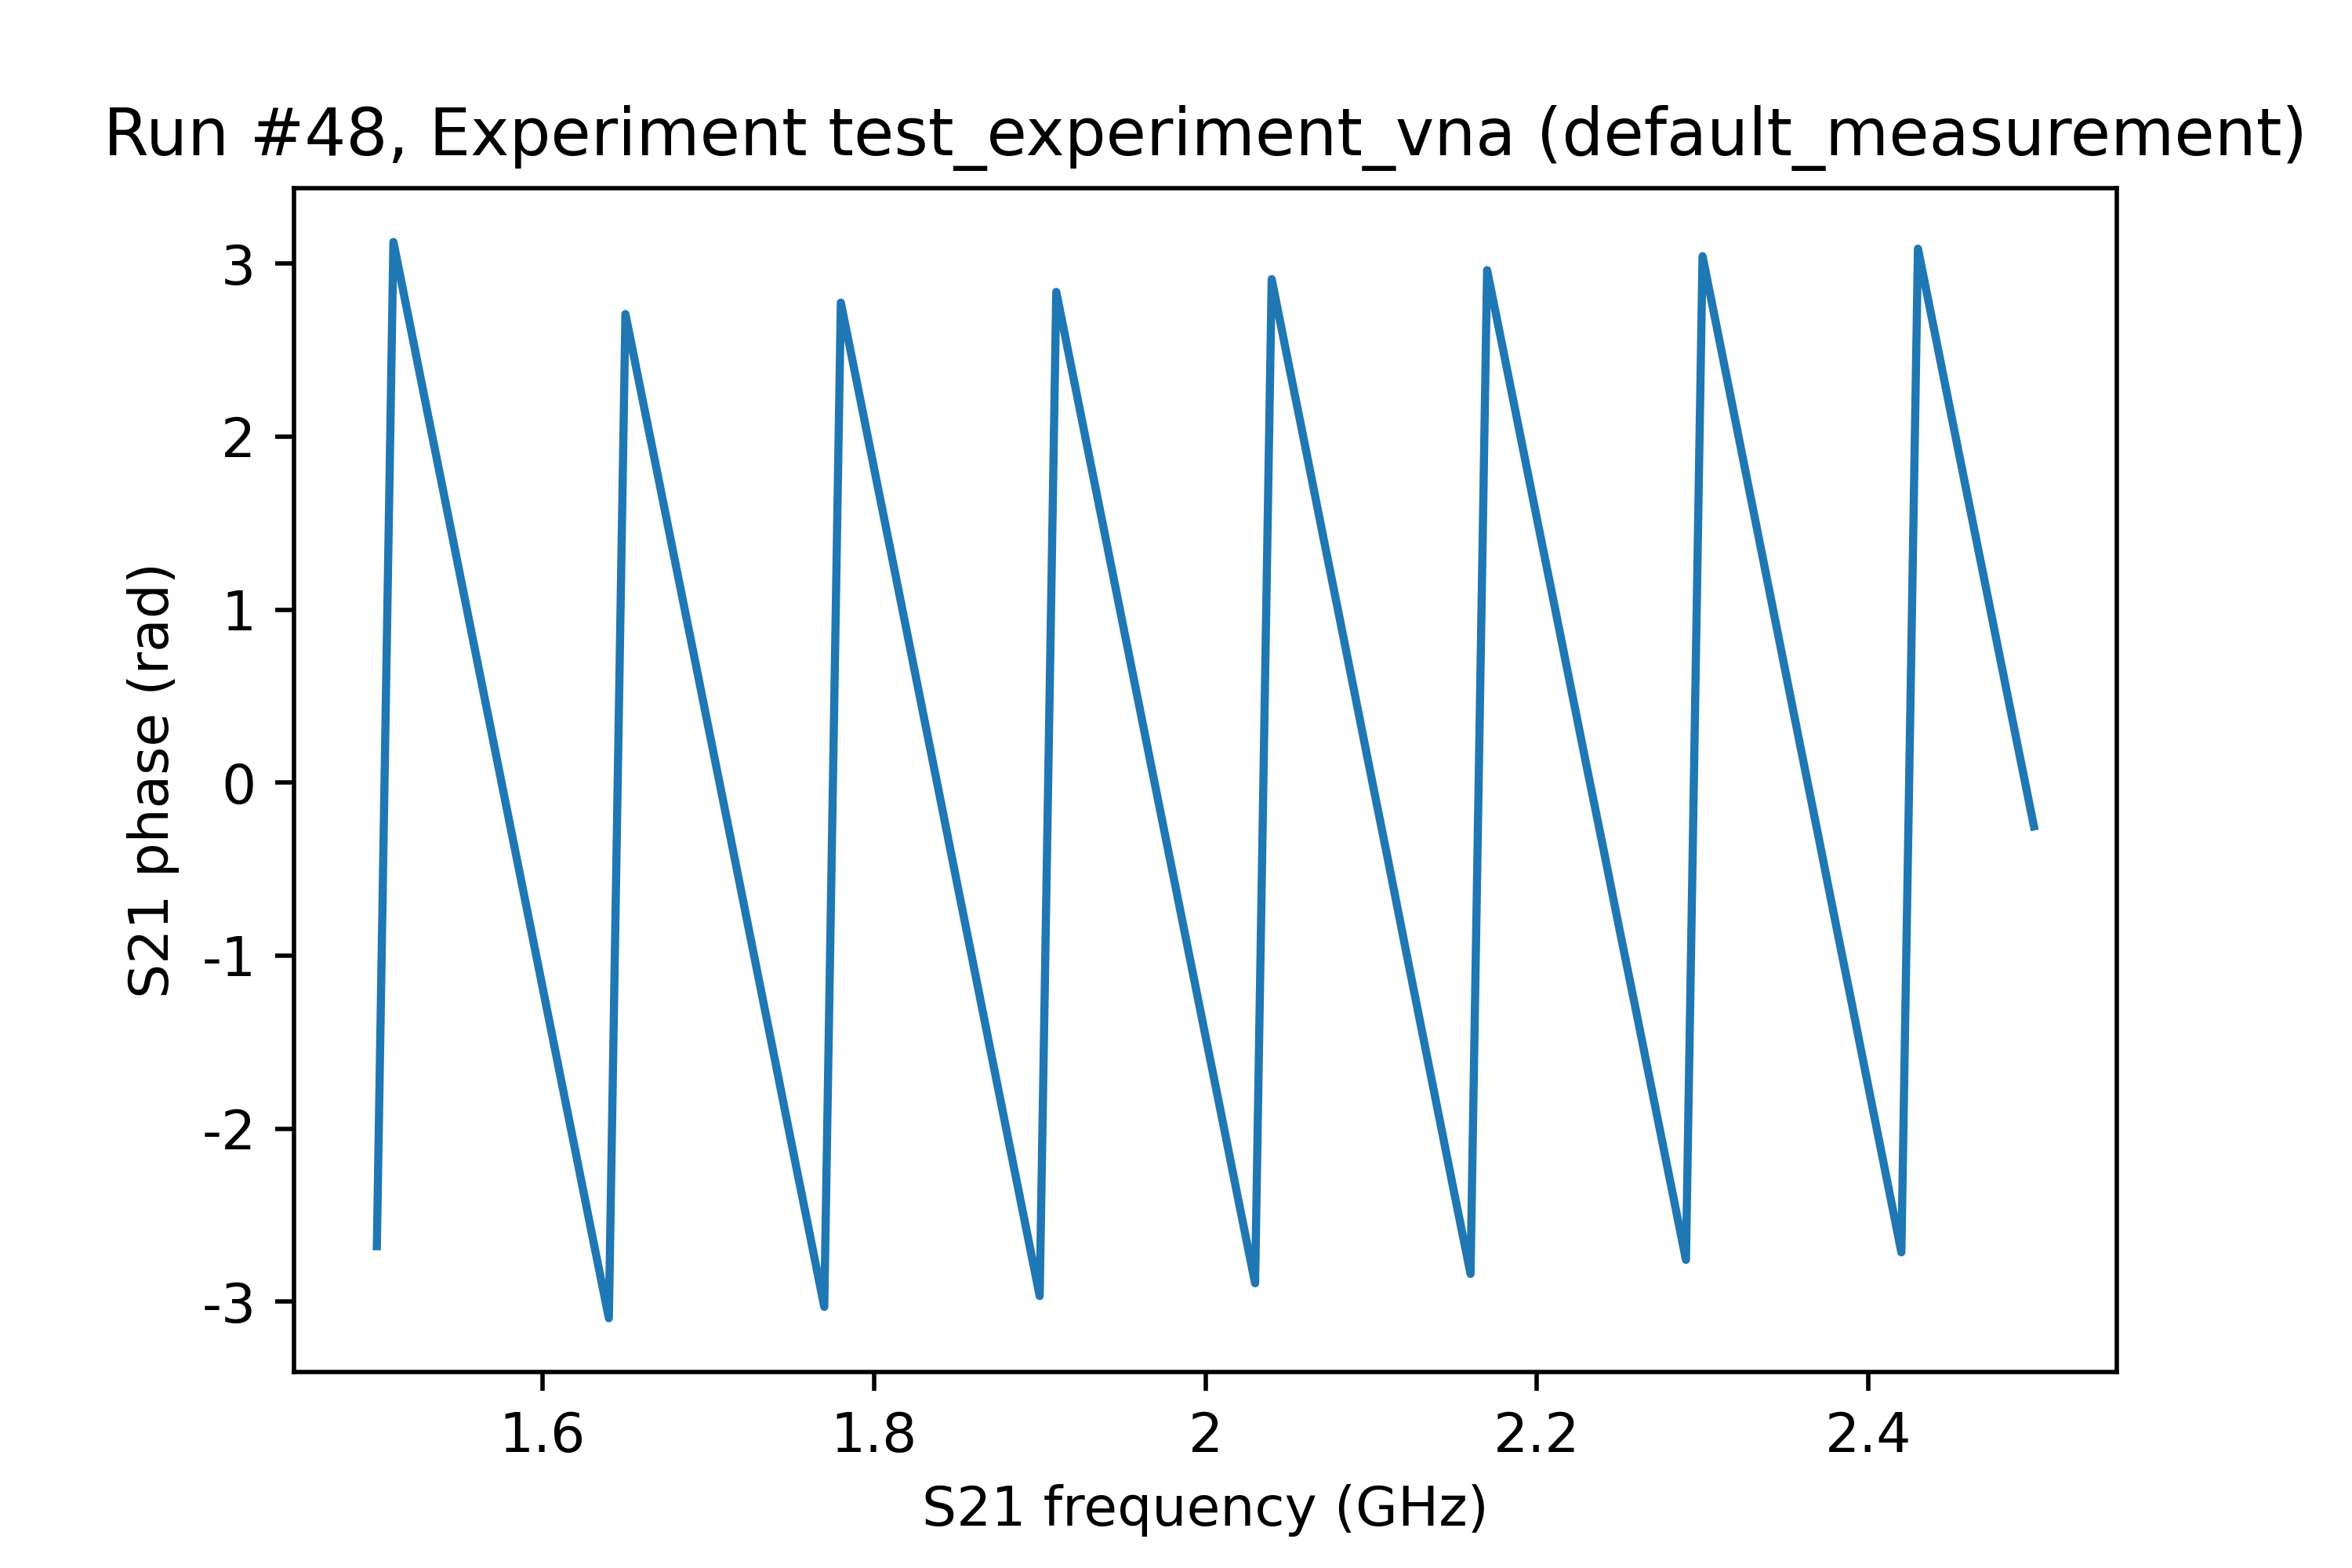 Run #48, Experiment test_experiment_vna (default_measurement)
3
2
1
0
-1
-2
-3
S21 phase (rad)
1.6 1.8 2 2.2 2.4
S21 frequency (GHz)